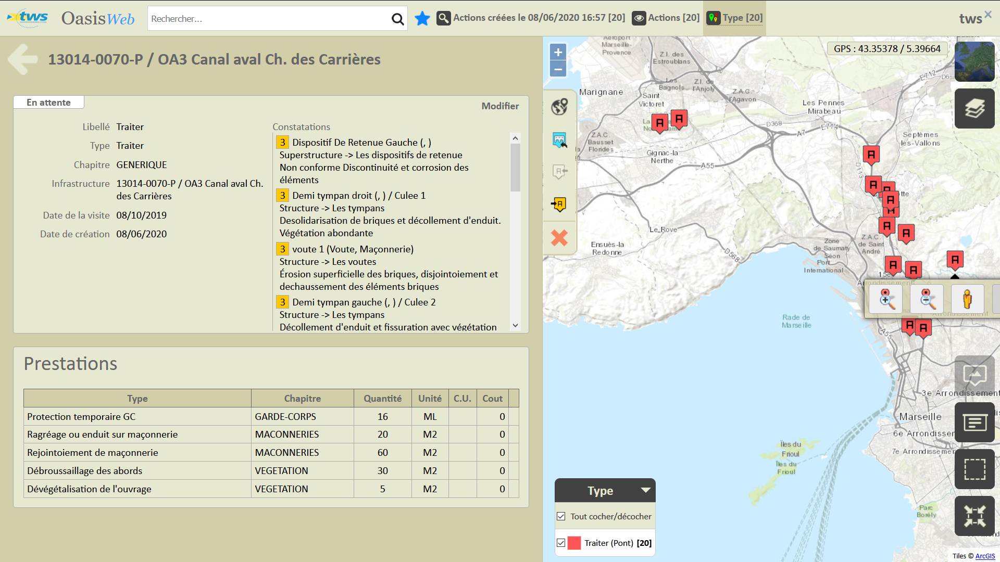 tws OasisWeb Rechercher... Actions créées le 08/06/2020 16:57 [20] Actions [20] Type [20] tws
13014-0070-P / OA3 Canal aval Ch. des Carrières
En attente
Modifier
Libellé Traiter
Type Traiter
Chapitre GENERIQUE
Infrastructure 13014-0070-P / OA3 Canal aval Ch.
des Carrières
Date de la visite 08/10/2019
Date de création 08/06/2020
Constatations
3 Dispositif De Retenue Gauche (, )
Superstructure -> Les dispositifs de retenue
Non conforme Discontinuité et corrosion des
éléments
3 Demi tympan droit (, ) / Culee 1
Structure -> Les tympans
Desolidarisation de briques et décollement d'enduit.
Végétation abondante
3 voute 1 (Voute, Maçonnerie)
Structure -> Les voutes
Érosion superficielle des briques, disjointoiement et
dechaussement des éléments briques
3 Demi tympan gauche (, ) / Culee 2
Structure -> Les tympans
Décollement d'enduit et fissuration avec végétation
Prestations
Type Chapitre Quantité Unité C.U. Cout
Protection temporaire GC GARDE-CORPS 16 ML 0
Ragréage ou enduit sur maçonnerie MACONNERIES 20 M2 0
Rejointoiement de maçonnerie MACONNERIES 60 M2 0
Débroussaillage des abords VEGETATION 30 M2 0
Dévégétalisation de l'ouvrage VEGETATION 5 M2 0
GPS : 43.35378 / 5.39664
Aéroport
Marseille-
Provence
Z.I. des
Estroublans
Les
Bagnols
Z.I. de
l'Anjoly
Marignane
Saint
Victoret
Z.A.C.
l'Agavon
Les Pennes
Mirabeau
E712
D6
D368
A7
E714
Z.A.C.
Bausset
Florides
Septèmes
les-Vallons
Gignac-la
Nerthe
A55
D113
Le Rove
Ensuès-la
Redonne
D568
Zone
de Saumaty
Séon
Port
International
Z.A.C.
de Saint
André
15e
Arrondissement
Rade de
Marseille
A55
3e Arrondissement
Marseille
6e Arrondissem
7e Arrondissemen
Îles du
Frioul
Îles du
Frioul
Parc
Borély
Type
Tout cocher/décocher
Traiter (Pont) [20]
Tiles © ArcGIS